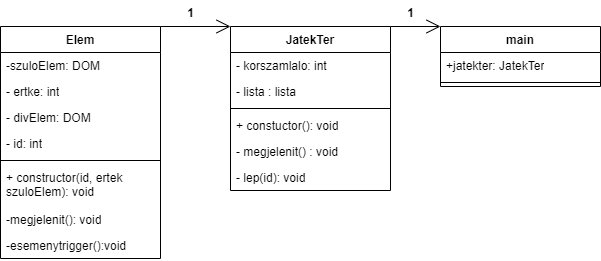 1
1
Elem
-szuloElem: DOM
- ertke: int
- divElem: DOM
- id: int
+ constructor(id, ertek
szuloElem): void
-megjelenit(): void
-esemenytrigger():void
JatekTer
- korszamlalo: int
- lista : lista
+ constuctor(): void
- megjelenit() : void
- lep(id): void
main
+jatekter: JatekTer